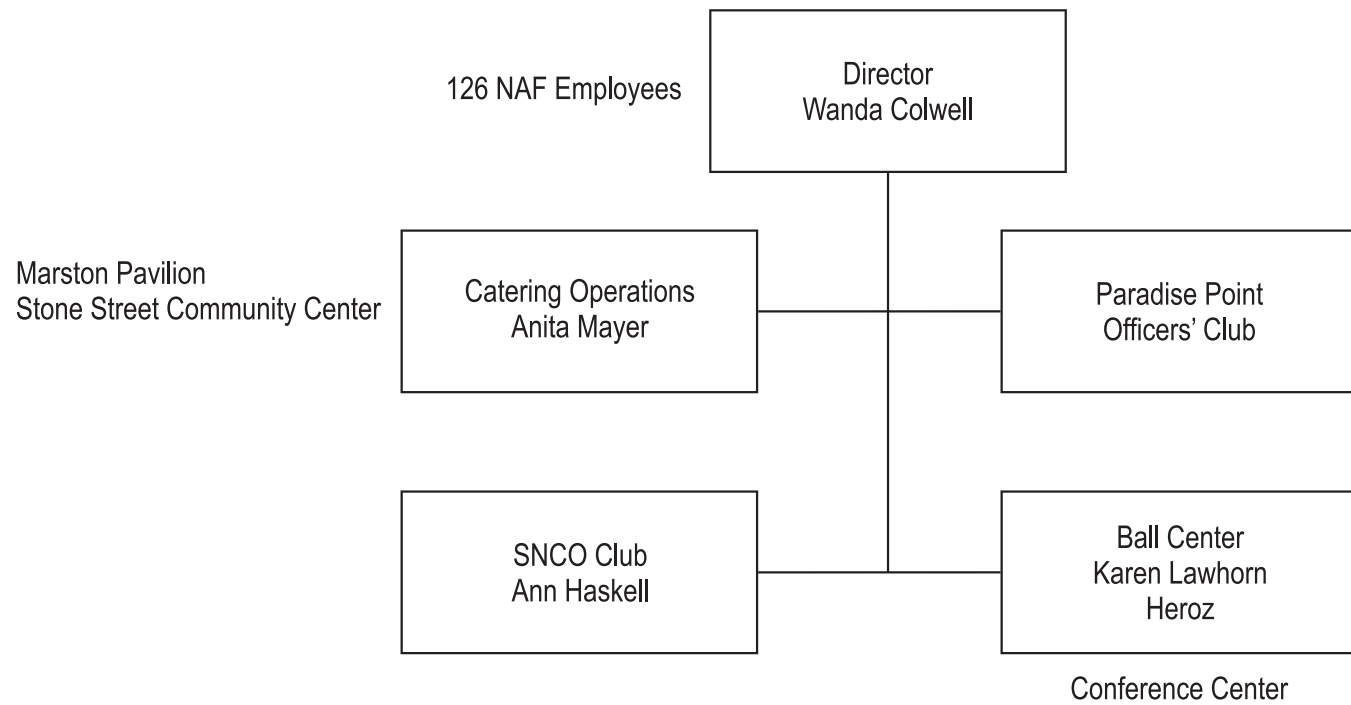 126 NAF Employees
Director
Wanda Colwell
Marston Pavilion
Stone Street Community Center
Catering Operations
Anita Mayer
Paradise Point
Officers’ Club
SNCO Club
Ann Haskell
Ball Center
Karen Lawhorn
Heroz
Conference Center